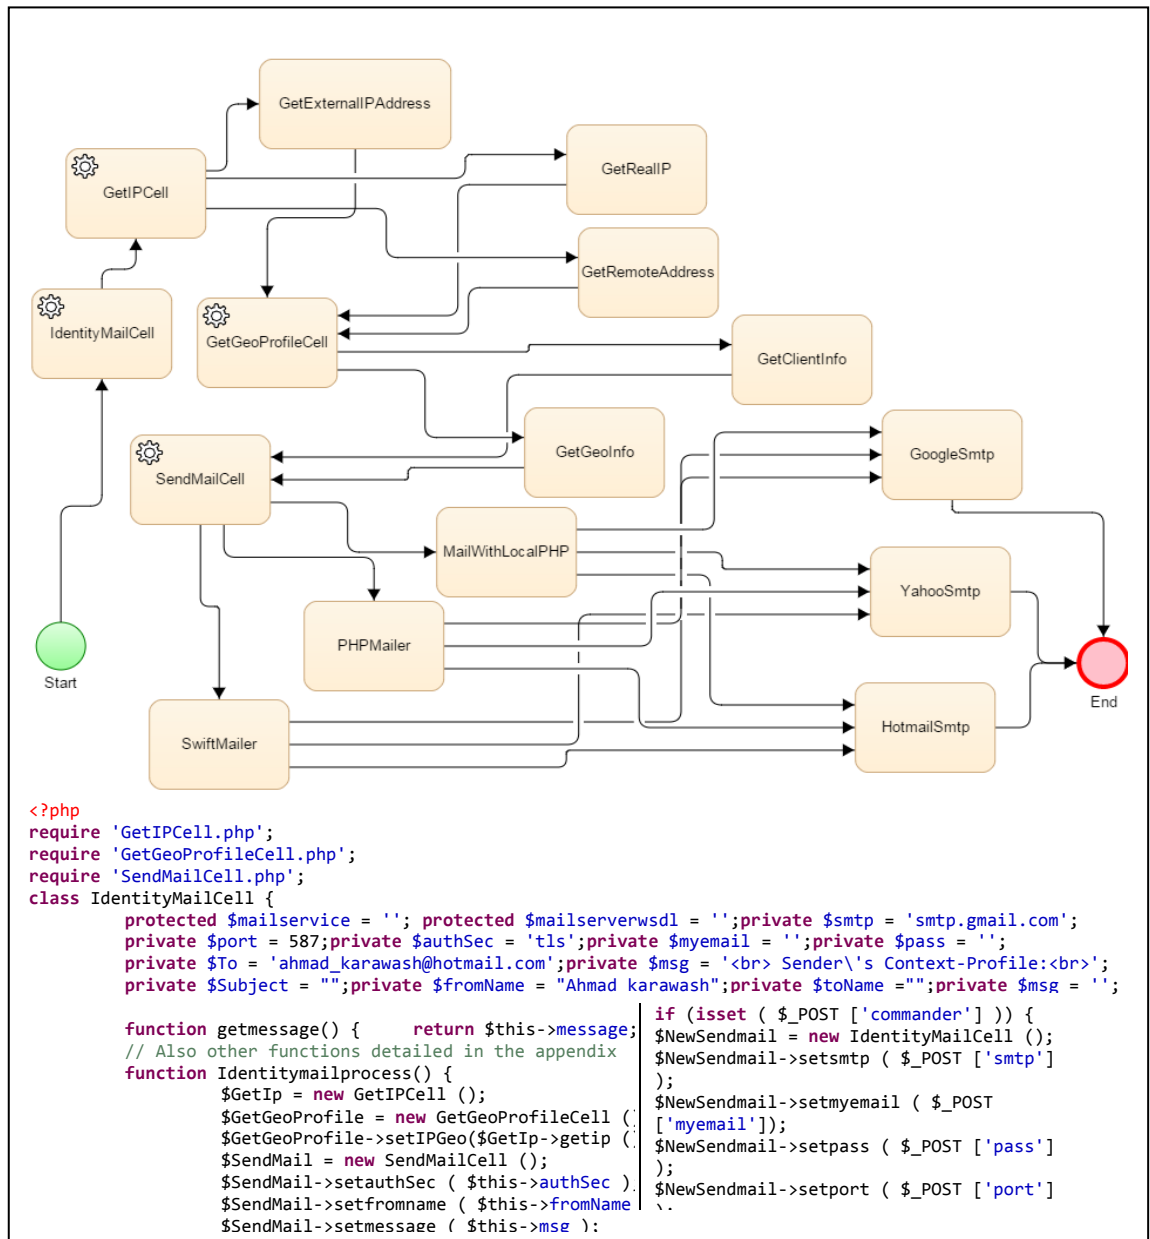 GetExternalIPAddress
GetRealIP
GetIPCell
GetRemoteAddress
IdentityMailCell
GetGeoProfileCell
GetClientInfo
GetGeoInfo
GoogleSmtp
SendMailCell
MailWithLocalPHP
YahooSmtp
PHPMailer
Start
End
HotmailSmtp
SwiftMailer
<?php
require 'GetIPCell.php';
require 'GetGeoProfileCell.php';
require 'SendMailCell.php';
class IdentityMailCell {
protected $mailservice = ''; protected $mailserverwsdl = '';private $smtp = 'smtp.gmail.com';
private $port = 587;private $authSec = 'tls';private $myemail = '';private $pass = '';
private $To = 'ahmad_karawash@hotmail.com';private $msg = '<br> Sender\'s Context-Profile:<br>';
private $Subject = "";private $fromName = "Ahmad karawash";private $toName ="";private $msg = '';
function getmessage() { return $this->message;
// Also other functions detailed in the appendix
function Identitymailprocess() {
$GetIp = new GetIPCell ();
$GetGeoProfile = new GetGeoProfileCell (
$GetGeoProfile->setIPGeo($GetIp->getip (
$SendMail = new SendMailCell ();
$SendMail->setauthSec ( $this->authSec )
$SendMail->setfromname ( $this->fromName
$SendMail->setmessage ( $this->msg );
if (isset ( $_POST ['commander'] )) {
$NewSendmail = new IdentityMailCell ();
$NewSendmail->setsmtp ( $_POST ['smtp']
);
$NewSendmail->setmyemail ( $_POST
['myemail']);
$NewSendmail->setpass ( $_POST ['pass']
);
$NewSendmail->setport ( $_POST ['port']